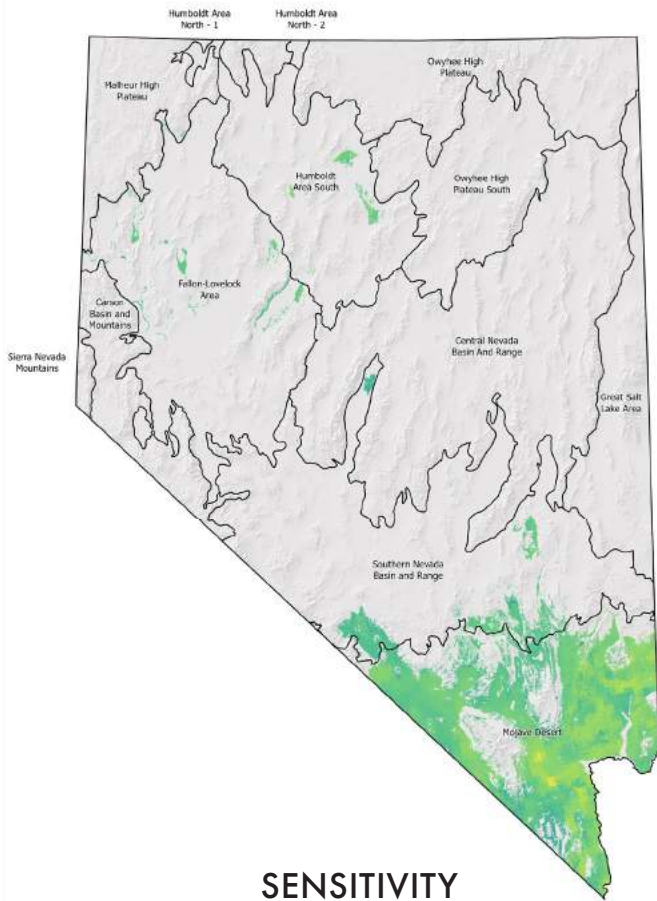 Humboldt Area
North - 1
Humboldt Area
North - 2
Malheur High
Plateau
Owyhee High
Plateau
Humboldt
Area South
Owyhee High
Plateau South
Fallon-Lovelock
Area
Carson
Basin and
Mountains
Sierra Nevada
Mountains
Central Nevada
Basin And Range
Great Salt
Lake Area
Southern Nevada
Basin and Range
Mojave Desert
SENSITIVITY